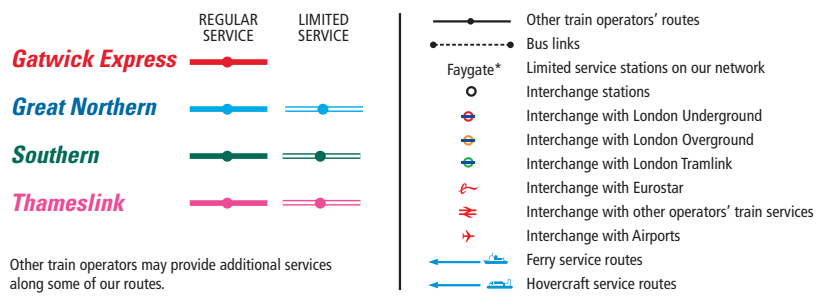 REGULAR SERVICE
LIMITED SERVICE
Gatwick Express
Great Northern
Southern
Thameslink
Other train operators may provide additional services
along some of our routes.
Other train operators' routes
Bus links
Faygate* Limited service stations on our network
Interchange stations
Interchange with London Underground
Interchange with London Overground
Interchange with London Tramlink
Interchange with Eurostar
Interchange with other operators' train services
Interchange with Airports
Ferry service routes
Hovercraft service routes